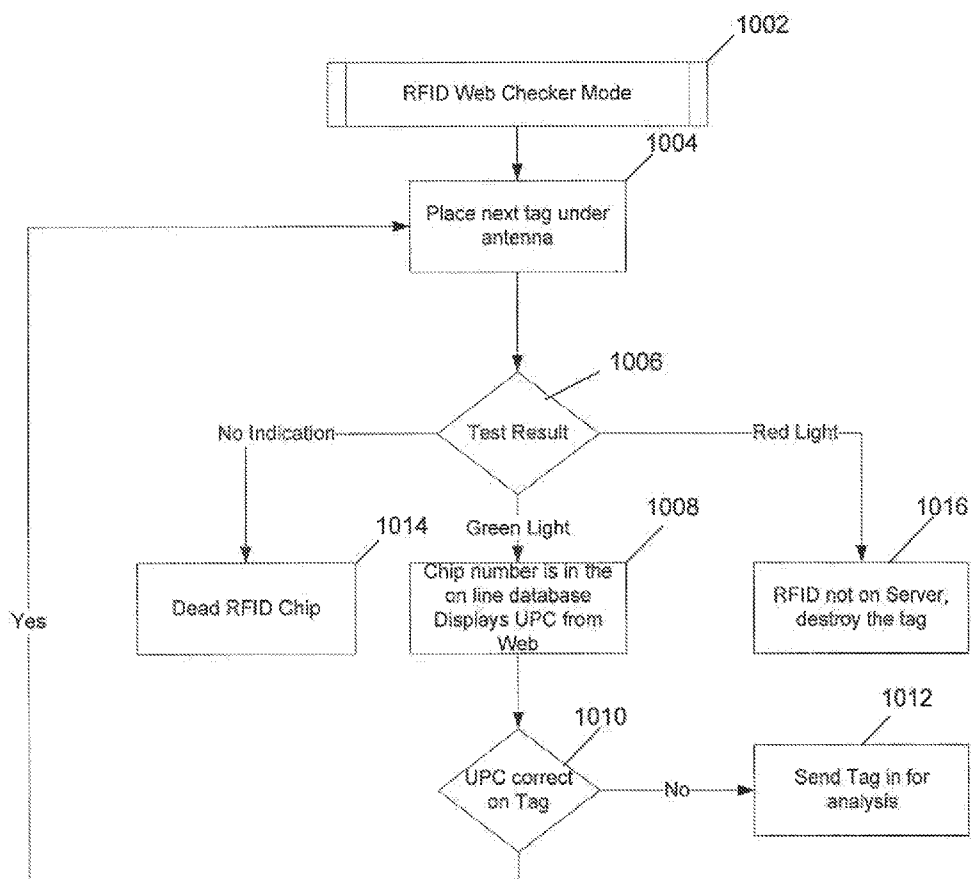 1002
RFID Web Checker Mode
1004
Place next tag under
antenna
1006
No Indication
Test Result
Red Light
1014
Green Light
1008
1016
Dead RFID Chip
Chip number is in the
on line database
Displays UPC from
Web
RFID not on Server,
destroy the tag
Yes
1010
1012
UPC correct
on Tag
No
Send Tag in for
analysis